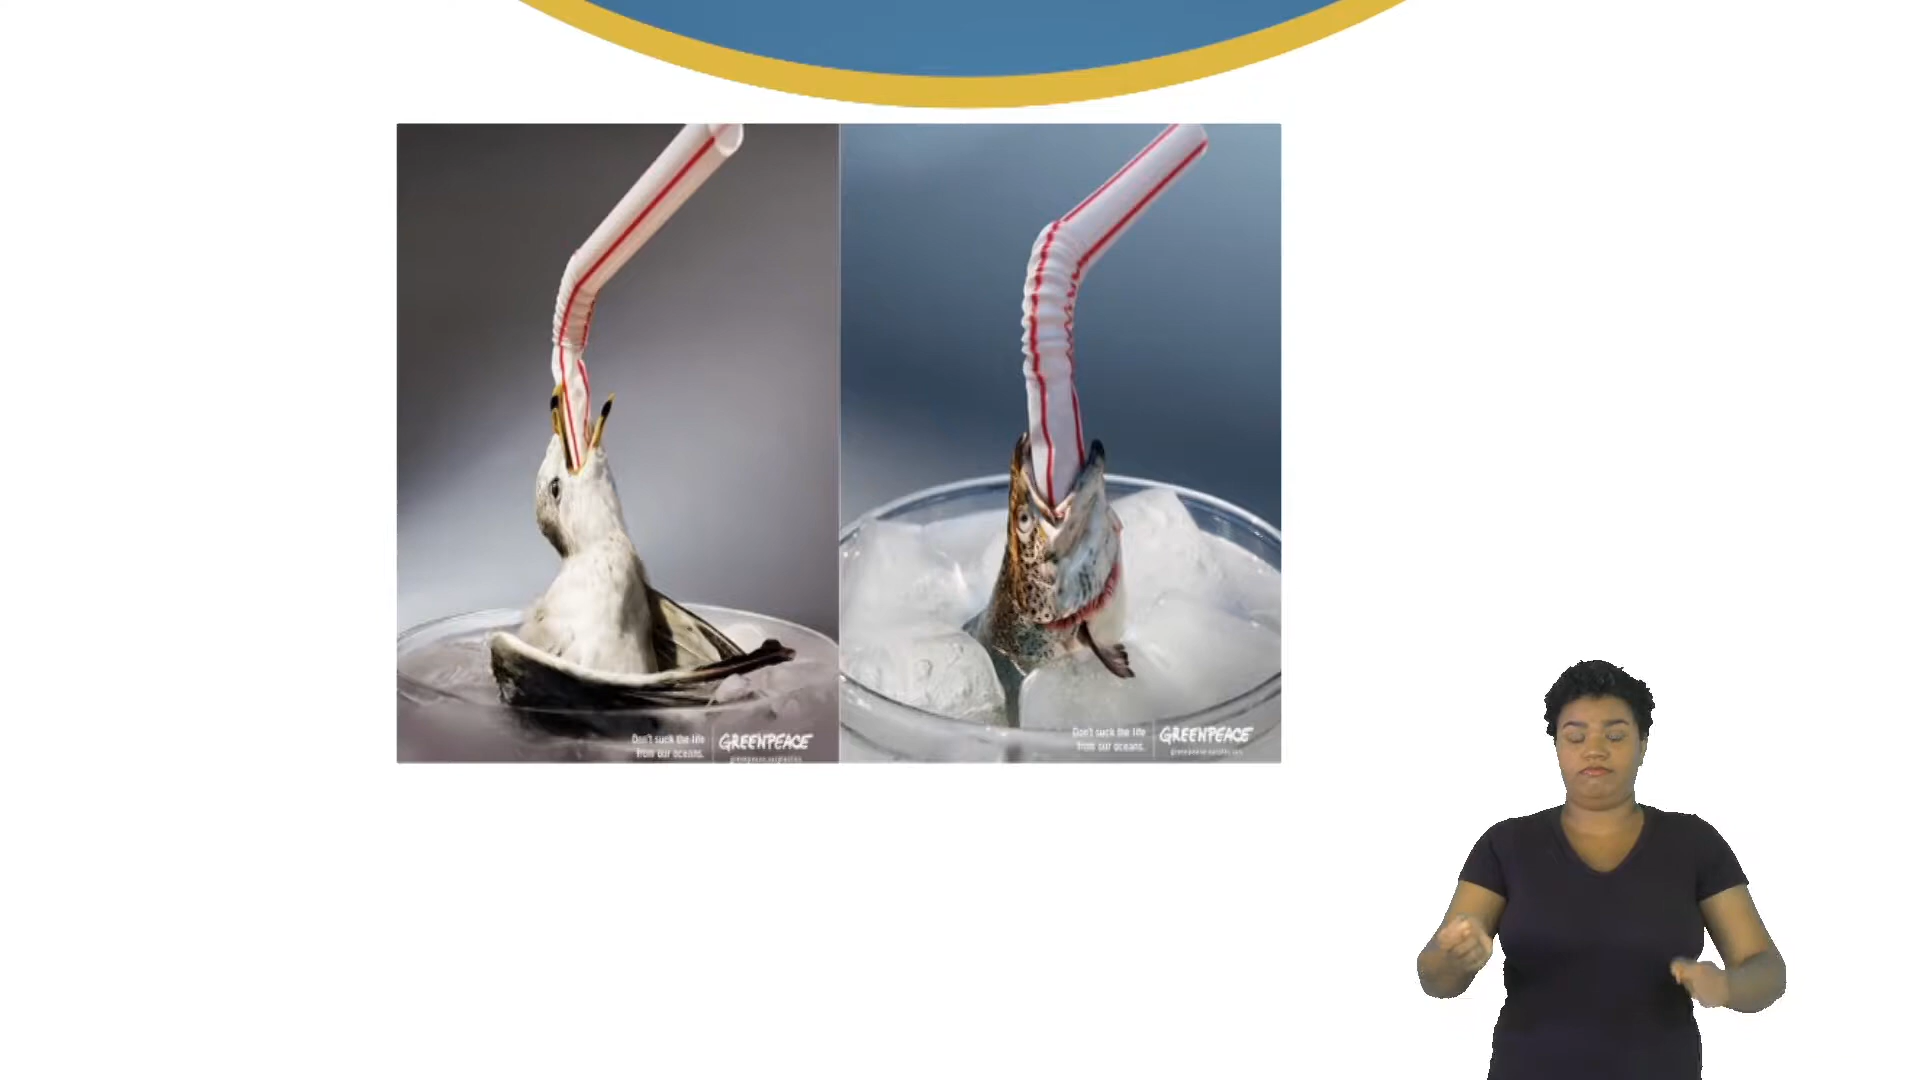 Don't suck the life
from our oceans.
GREENPEACE
Don't suck the life
from our oceans.
GREENPEACE